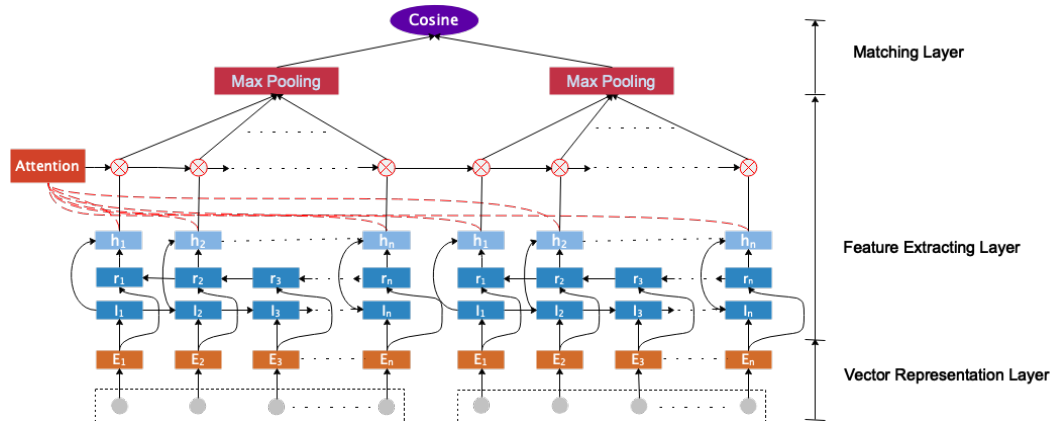 Cosine
Matching Layer
Max Pooling Max Pooling
Attention
h1 h2 hn h1 h2 hn
Feature Extracting Layer
r1 r2 r3 rn r1 r2 r3 rn
l1 l2 l3 ln l1 l2 l3 ln
E1 E2 E3 En E1 E2 E3 En
Vector Representation Layer